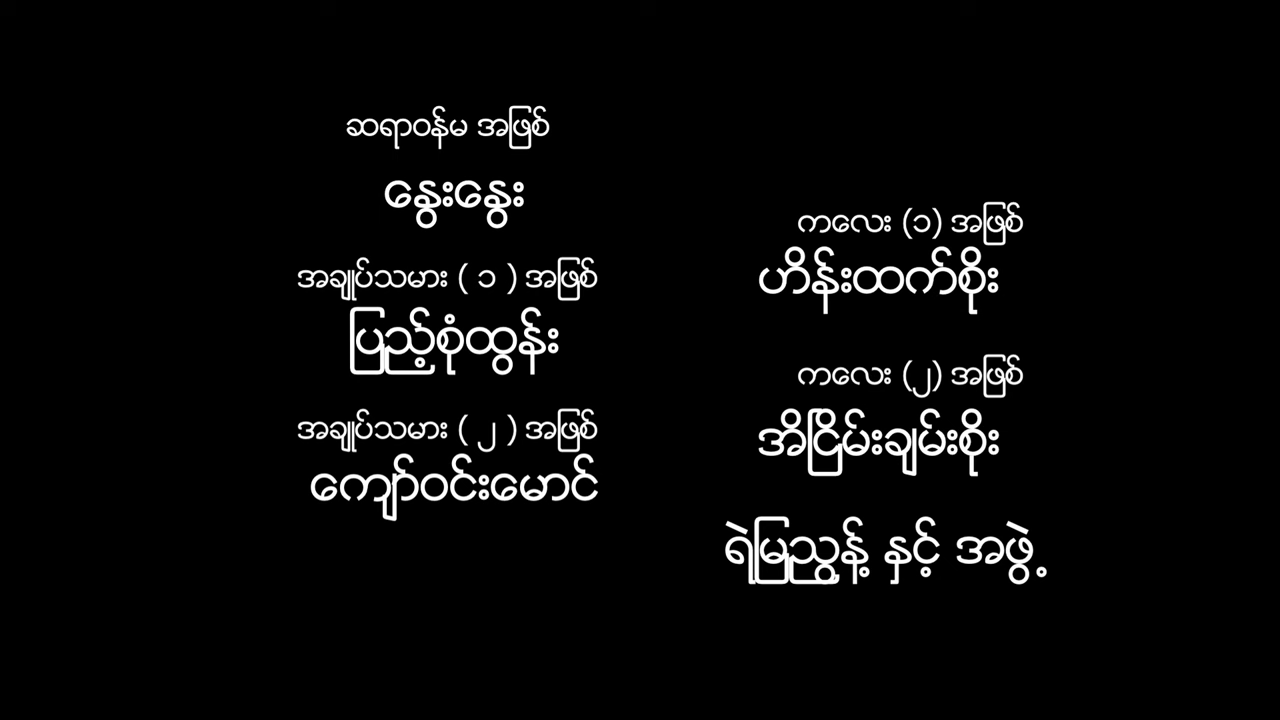 ဆရာဝန်မ အဖြစ်
နွေးနွေး
အချုပ်သမား ( ၁ ) အဖြစ်
ပြည့်စုံထွန်း
အချုပ်သမား ( ၂ ) အဖြစ်
ကျော်ဝင်းမောင်
ကလေး (၁) အဖြစ်
ဟိန်းထက်စိုး
ကလေး (၂) အဖြစ်
အိငြိမ်းချမ်းစိုး
ရဲမြညွန့် နှင့် အဖွဲ့